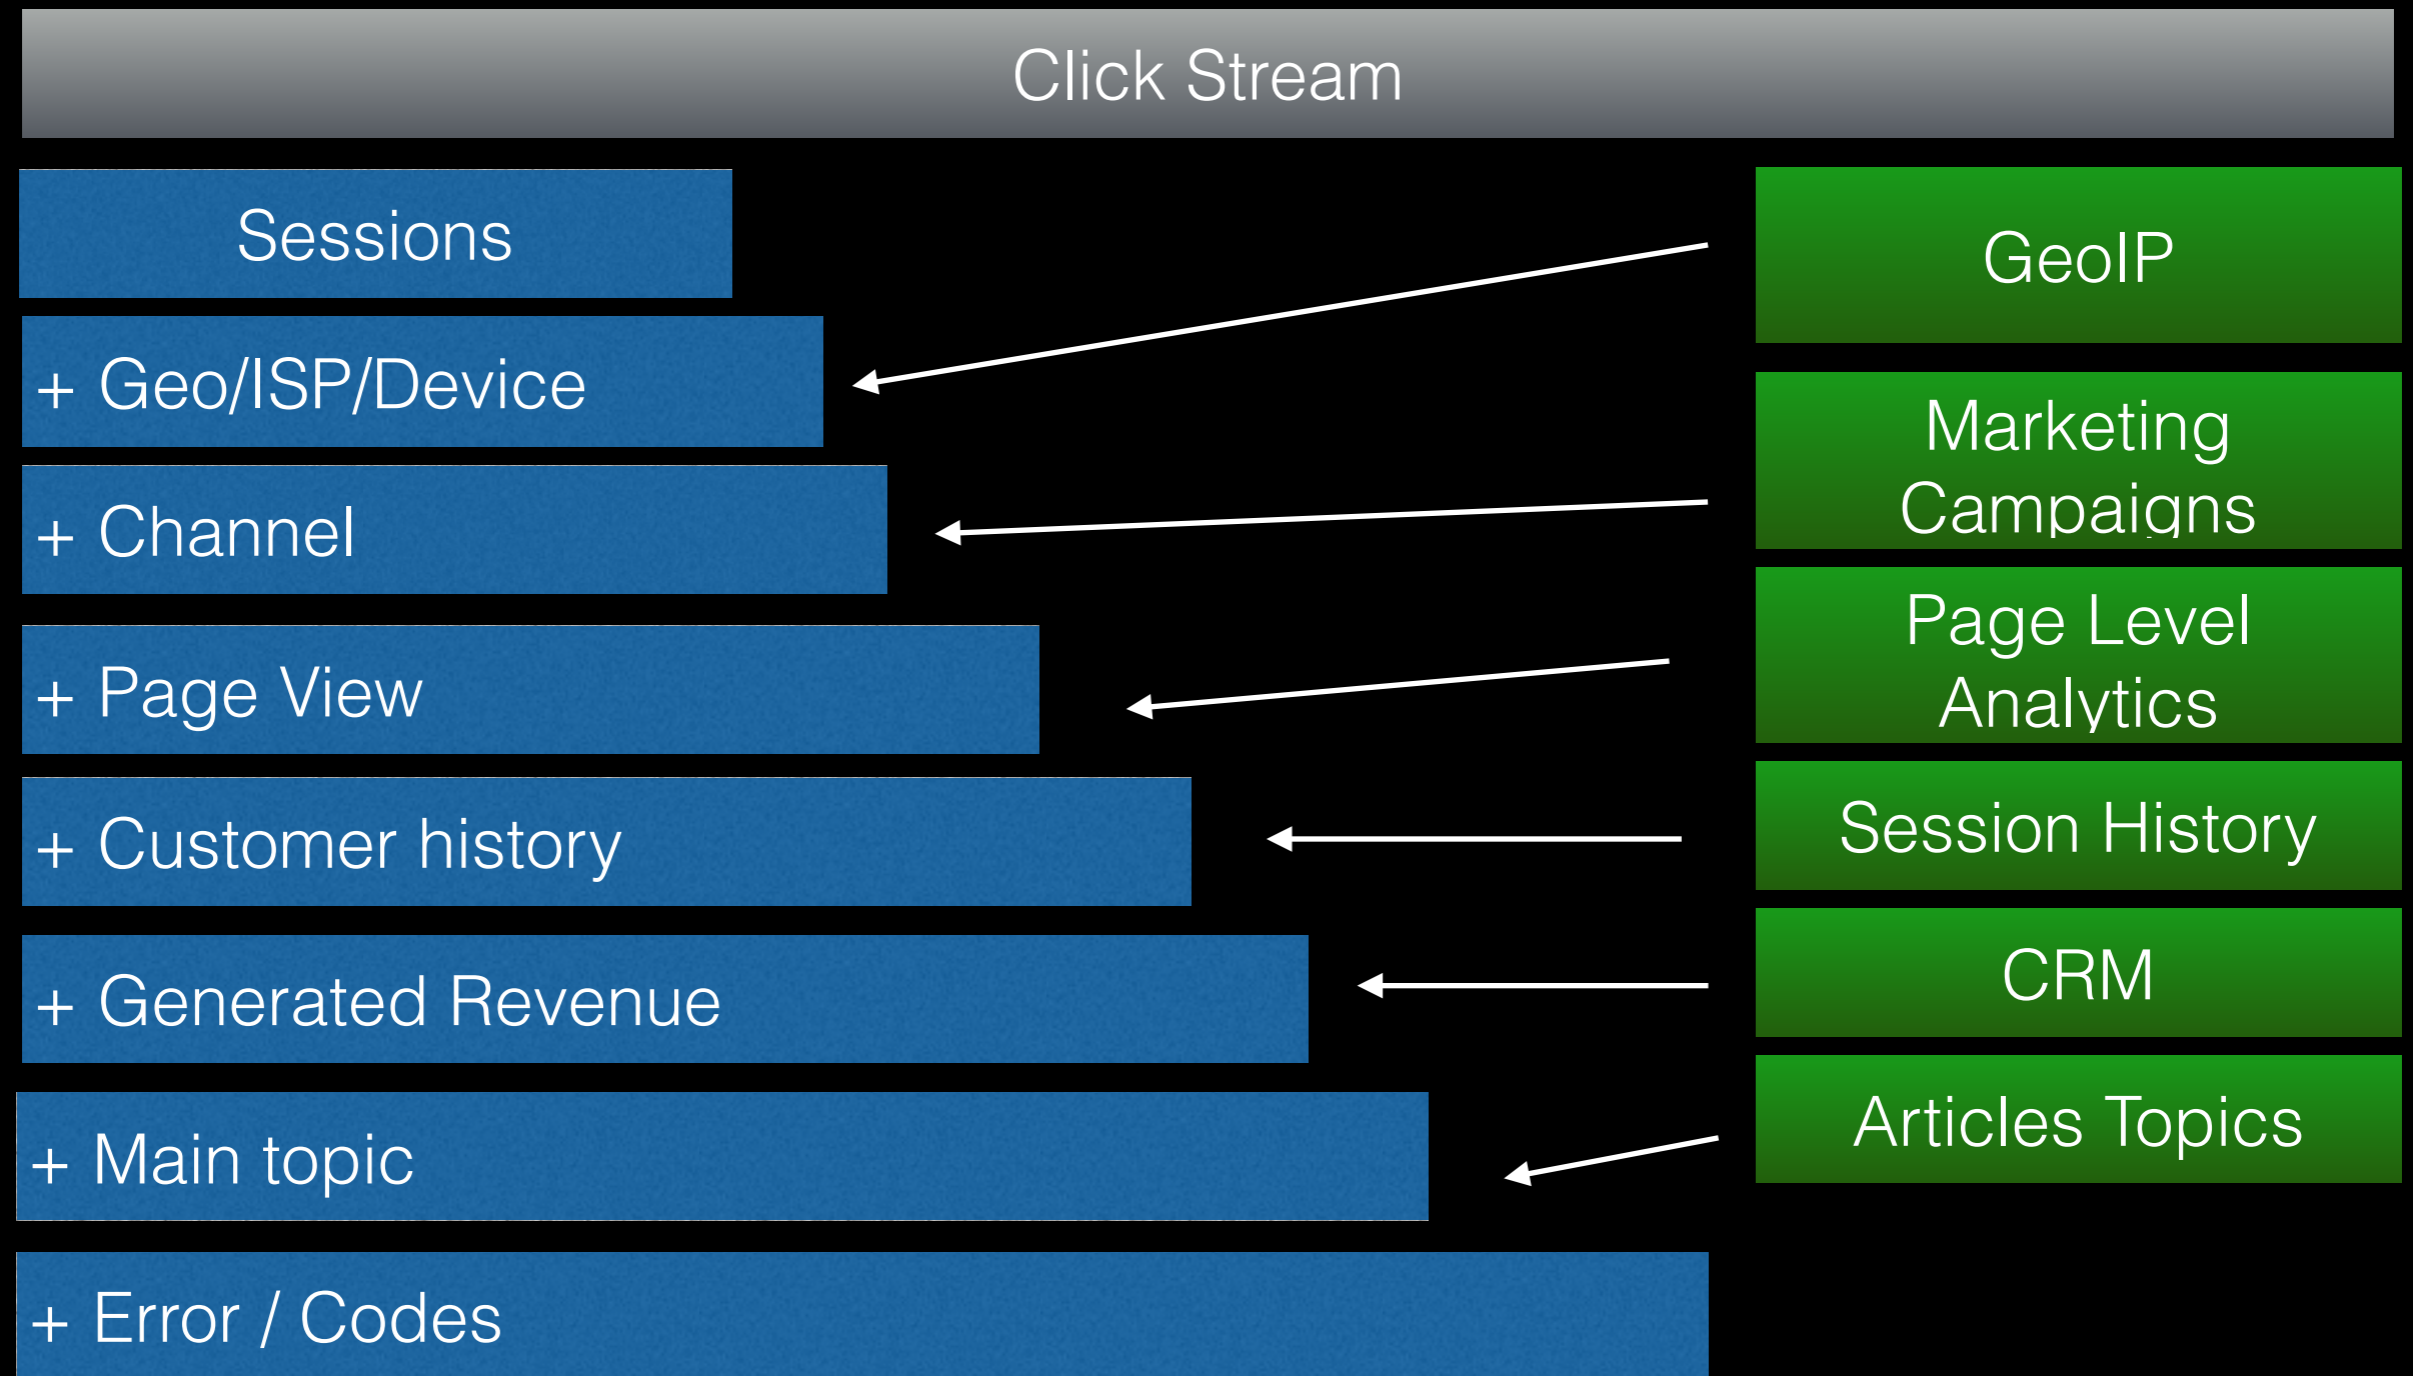 Click Stream
Sessions
+ Geo/ISP/Device
+ Channel
+ Page View
+ Customer history
+ Generated Revenue
+ Main topic
+ Error / Codes
GeoIP
Marketing
Campaigns
Page Level
Analytics
Session History
CRM
Articles Topics